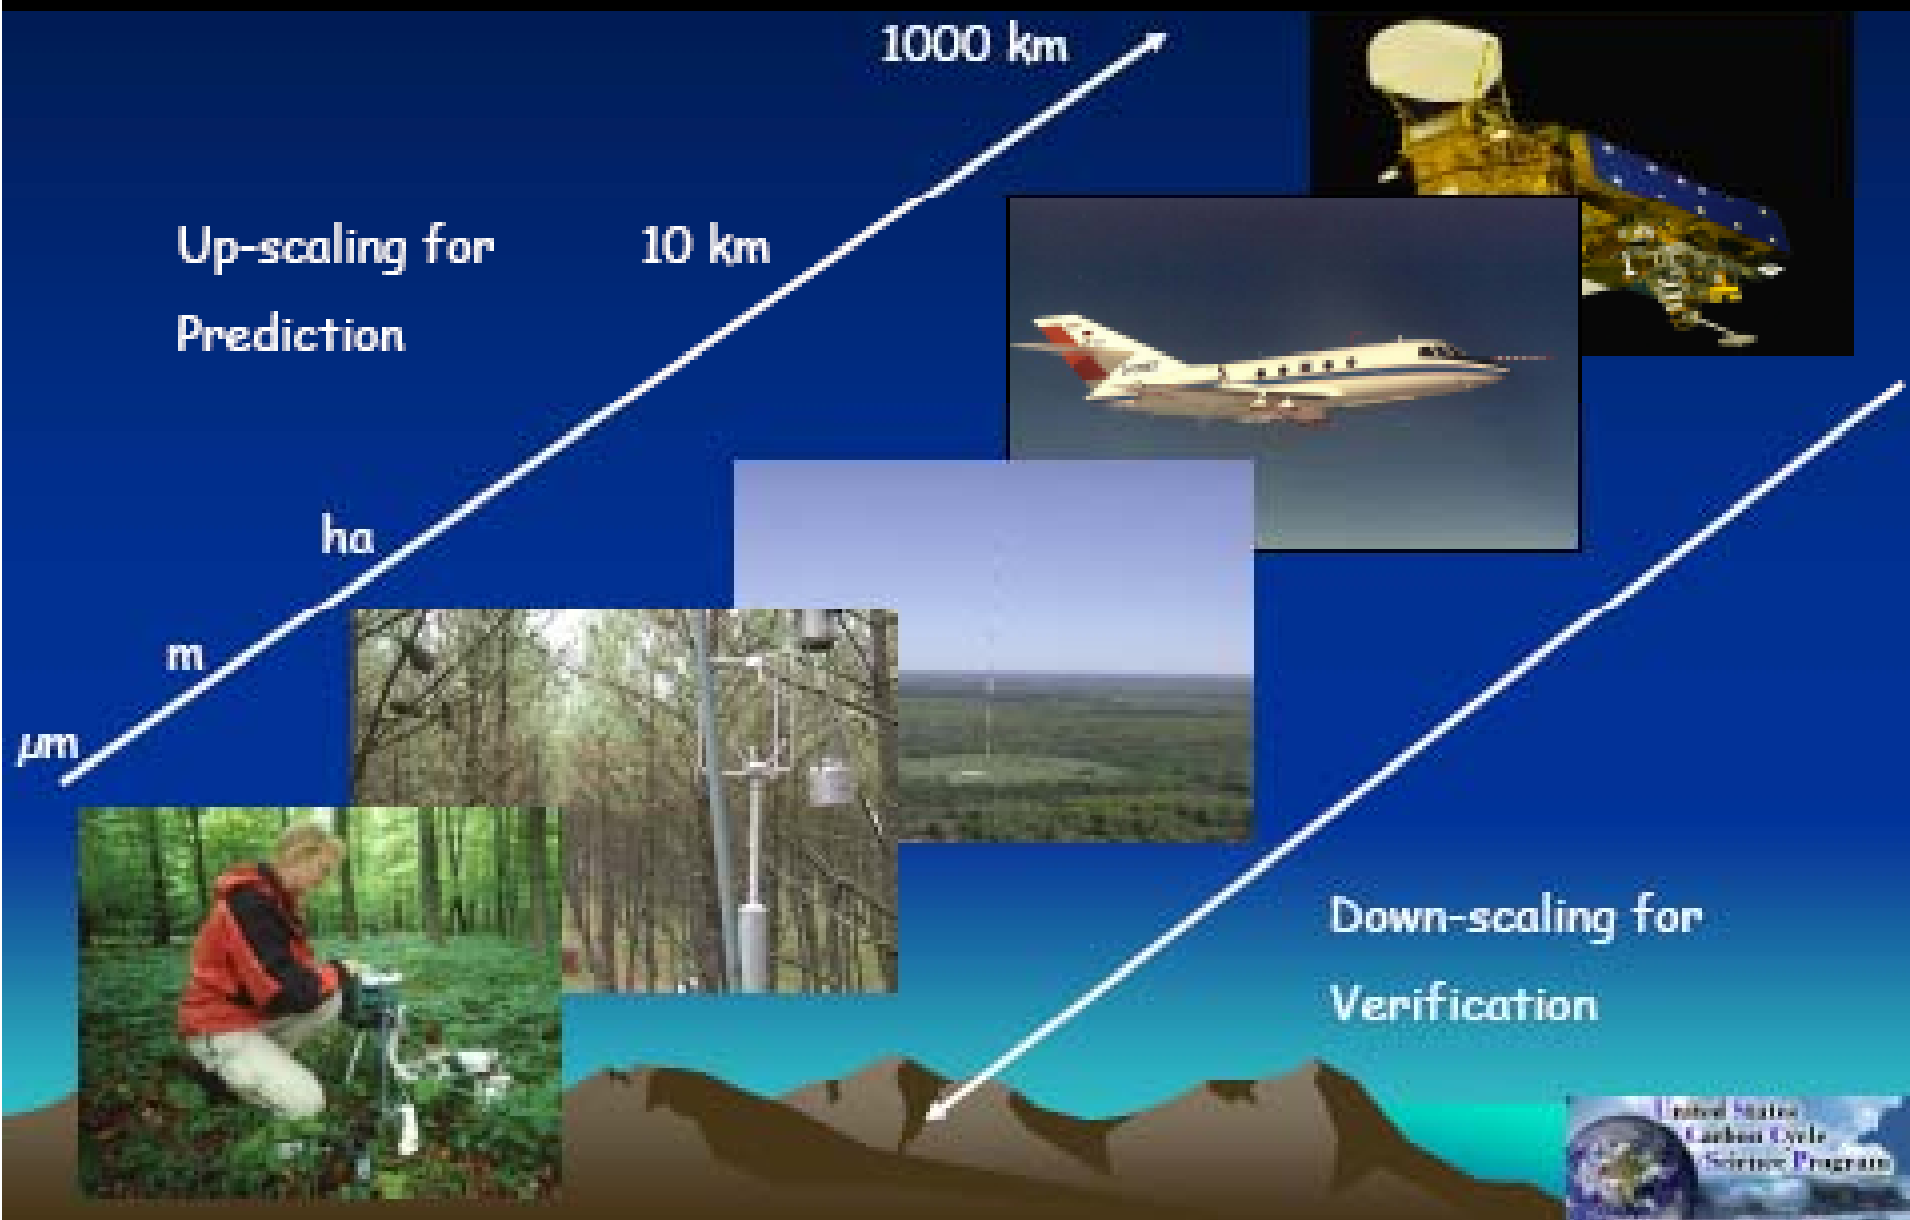 1000 km
Up-scaling for
10 km
Prediction
ha
m
µm
Down-scaling for
Verification
United States
Carbon Cycle
Science Program